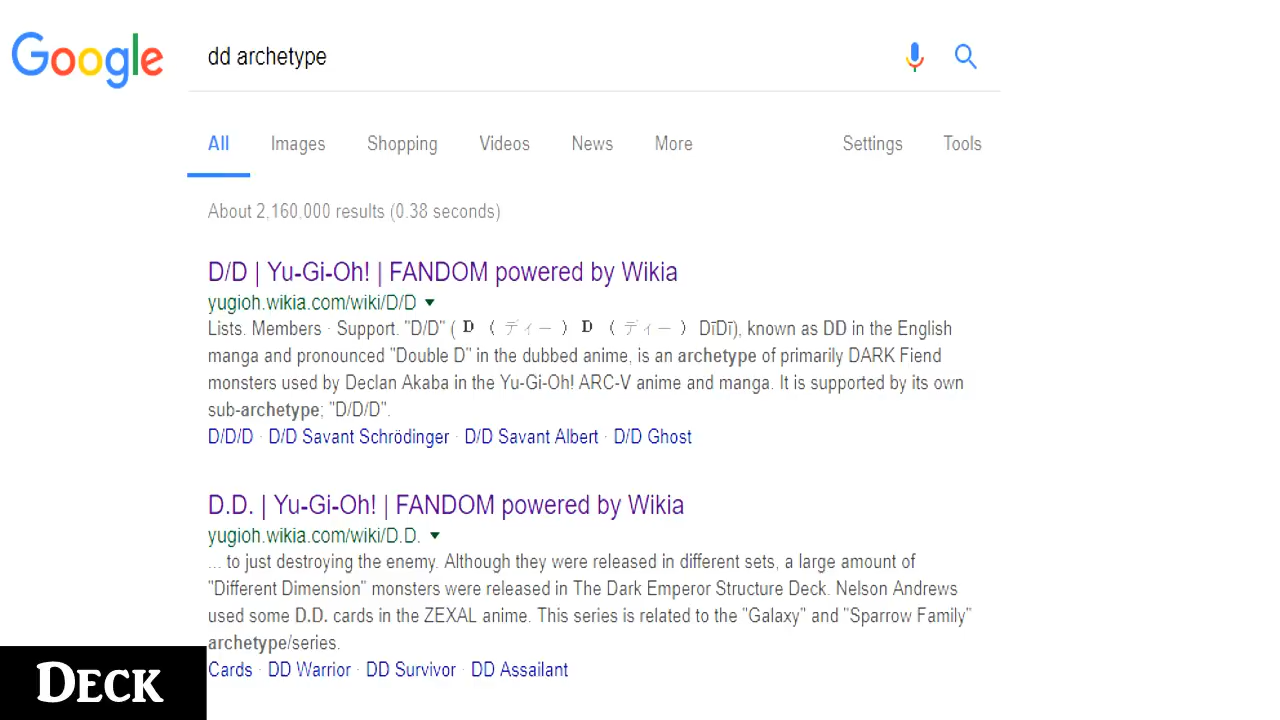 Google
dd archetype
All Images Shopping Videos News More Settings Tools
About 2,160,000 results (0.38 seconds)
D/D | Yu-Gi-Oh! | FANDOM powered by Wikia
yugioh.wikia.com/wiki/D/D
Lists. Members · Support. "D/D" ( D （ディー） D （ディー） DīDī), known as DD in the English
manga and pronounced "Double D" in the dubbed anime, is an archetype of primarily DARK Fiend
monsters used by Declan Akaba in the Yu-Gi-Oh! ARC-V anime and manga. It is supported by its own
sub-archetype; "D/D/D".
D/D/D · D/D Savant Schrödinger · D/D Savant Albert · D/D Ghost
D.D. | Yu-Gi-Oh! | FANDOM powered by Wikia
yugioh.wikia.com/wiki/D.D.
... to just destroying the enemy. Although they were released in different sets, a large amount of
"Different Dimension" monsters were released in The Dark Emperor Structure Deck. Nelson Andrews
used some D.D. cards in the ZEXAL anime. This series is related to the "Galaxy" and "Sparrow Family"
archetype/series.
Cards · DD Warrior · DD Survivor · DD Assailant
DECK